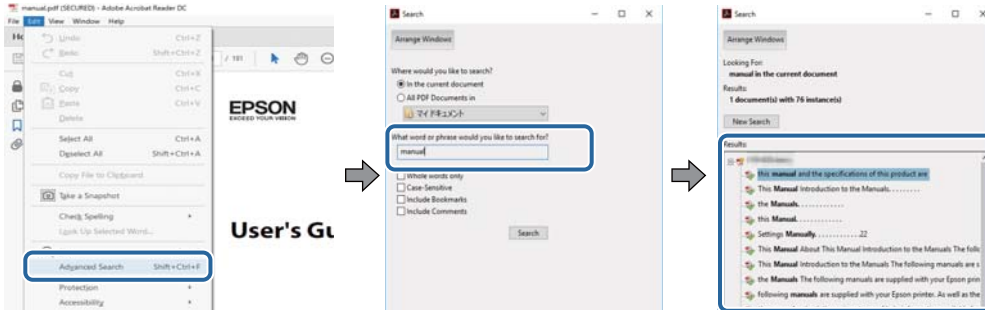 manual.pdf (SECURED) - Adobe Acrobat Reader DC
File Edit View Window Help
Undo Ctrl+Z
Redo Shift+Ctrl+Z
Cut Ctrl+X
Copy Ctrl+C
Paste Ctrl+V
Delete
Select All Ctrl+A
Deselect All Shift+Ctrl+A
Copy File to Clipboard
Take a Snapshot
Check Spelling
Look Up Selected Word...
Advanced Search Shift+Ctrl+F
Protection
Accessibility
/ 181
EPSON
EXCEED YOUR VISION
User's Gu
Search
Arrange Windows
Where would you like to search?
In the current document
All PDF Documents in
マイ ドキュメント
What word or phrase would you like to search for?
manual
Whole words only
Case-Sensitive
Include Bookmarks
Include Comments
Search
Search
Arrange Windows
Looking For:
manual in the current document
Results:
1 document(s) with 76 instance(s)
New Search
Results:
this manual and the specifications of this product are
This Manual Introduction to the Manuals. . . . . . . . .
the Manuals. . . . . . . . . . . . .
this Manual. . . . . . . . . . . . .
Settings Manually. . . . . . . . . . . . .22
This Manual About This Manual Introduction to the Manuals The follo
This Manual Introduction to the Manuals The following manuals are s
the Manuals The following manuals are supplied with your Epson prin
following manuals are supplied with your Epson printer. As well as the